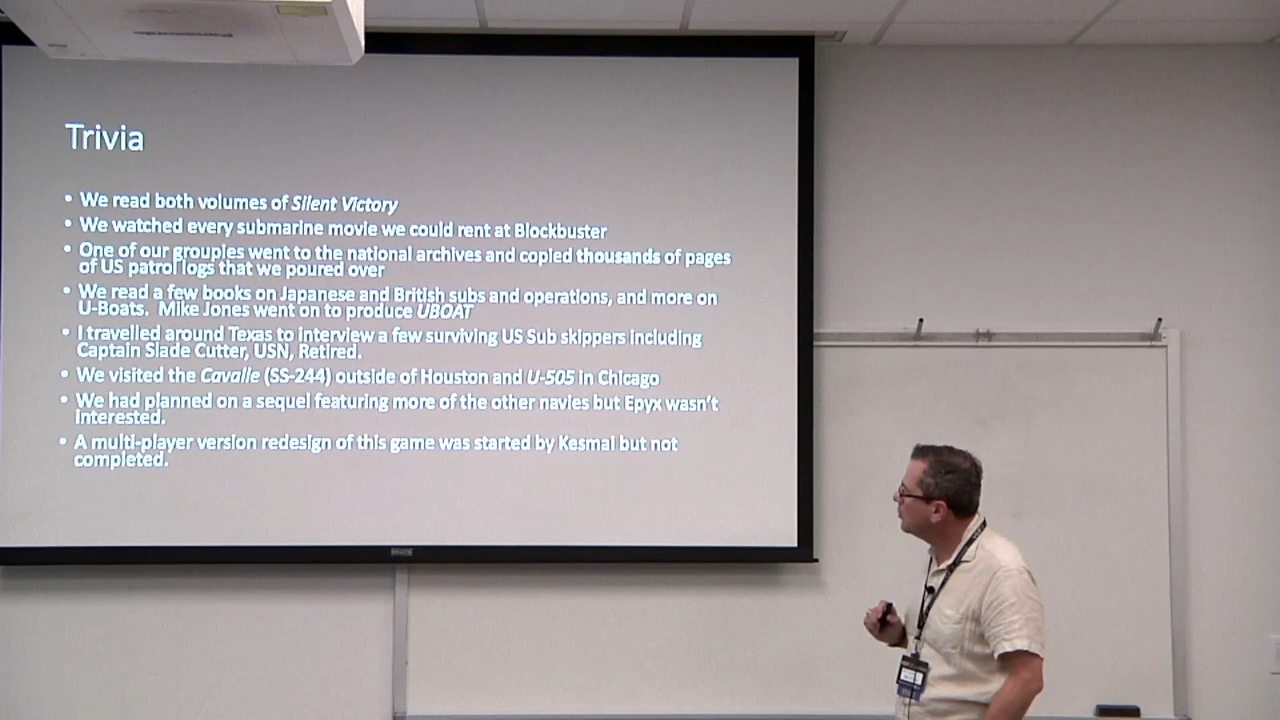 Trivia
• We read both volumes of Silent Victory
• We watched every submarine movie we could rent at Blockbuster
• One of our groupies went to the national archives and copied thousands of pages
of US patrol logs that we poured over
• We read a few books on Japanese and British subs and operations, and more on
U-Boats. Mike Jones went on to produce UBOAT
• I travelled around Texas to interview a few surviving US Sub skippers including
Captain Slade Cutter, USN, Retired.
• We visited the Cavalle (SS-244) outside of Houston and U-505 in Chicago
• We had planned on a sequel featuring more of the other navies but Epyx wasn't
interested.
• A multi-player version redesign of this game was started by Kesmai but not
completed.